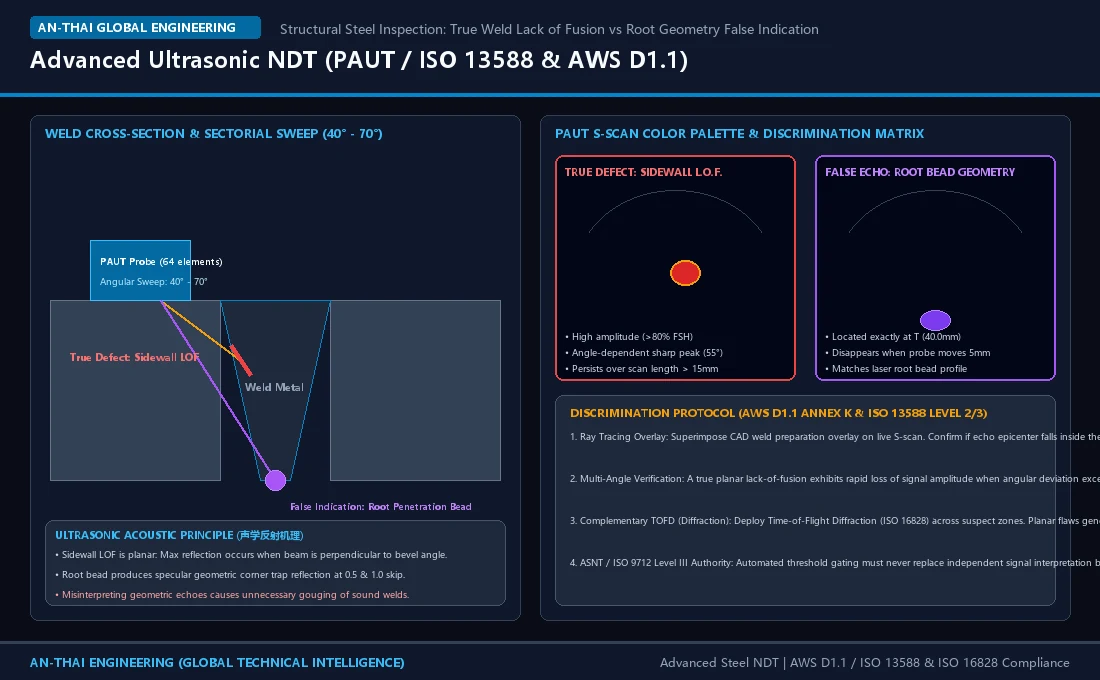 AN-THAI GLOBAL ENGINEERING
Structural Steel Inspection: True Weld Lack of Fusion vs Root Geometry False Indication
Advanced Ultrasonic NDT (PAUT / ISO 13588 & AWS D1.1)
WELD CROSS-SECTION & SECTORIAL SWEEP (40° - 70°)
PAUT Probe (64 elements)
Angular Sweep: 40° - 70°
True Defect: Sidewall LOF
Weld Metal
False Indication: Root Penetration Bead
ULTRASONIC ACOUSTIC PRINCIPLE (声学反射机理)
• Sidewall LOF is planar: Max reflection occurs when beam is perpendicular to bevel angle.
• Root bead produces specular geometric corner trap reflection at 0.5 & 1.0 skip.
• Misinterpreting geometric echoes causes unnecessary gouging of sound welds.
PAUT S-SCAN COLOR PALETTE & DISCRIMINATION MATRIX
TRUE DEFECT: SIDEWALL L.O.F.
• High amplitude (>80% FSH)
• Angle-dependent sharp peak (55°)
• Persists over scan length > 15mm
FALSE ECHO: ROOT BEAD GEOMETRY
• Located exactly at T (40.0mm)
• Disappears when probe moves 5mm
• Matches laser root bead profile
DISCRIMINATION PROTOCOL (AWS D1.1 ANNEX K & ISO 13588 LEVEL 2/3)
1. Ray Tracing Overlay: Superimpose CAD weld preparation overlay on live S-scan. Confirm if echo epicenter falls inside the
2. Multi-Angle Verification: A true planar lack-of-fusion exhibits rapid loss of signal amplitude when angular deviation
3. Complementary TOFD (Diffraction): Deploy Time-of-Flight Diffraction (ISO 16828) across suspect zones. Planar flaws
4. ASNT / ISO 9712 Level III Authority: Automated threshold gating must never replace independent signal interpretation
AN-THAI ENGINEERING (GLOBAL TECHNICAL INTELLIGENCE)
Advanced Steel NDT | AWS D1.1 / ISO 13588 & ISO 16828 Compliance